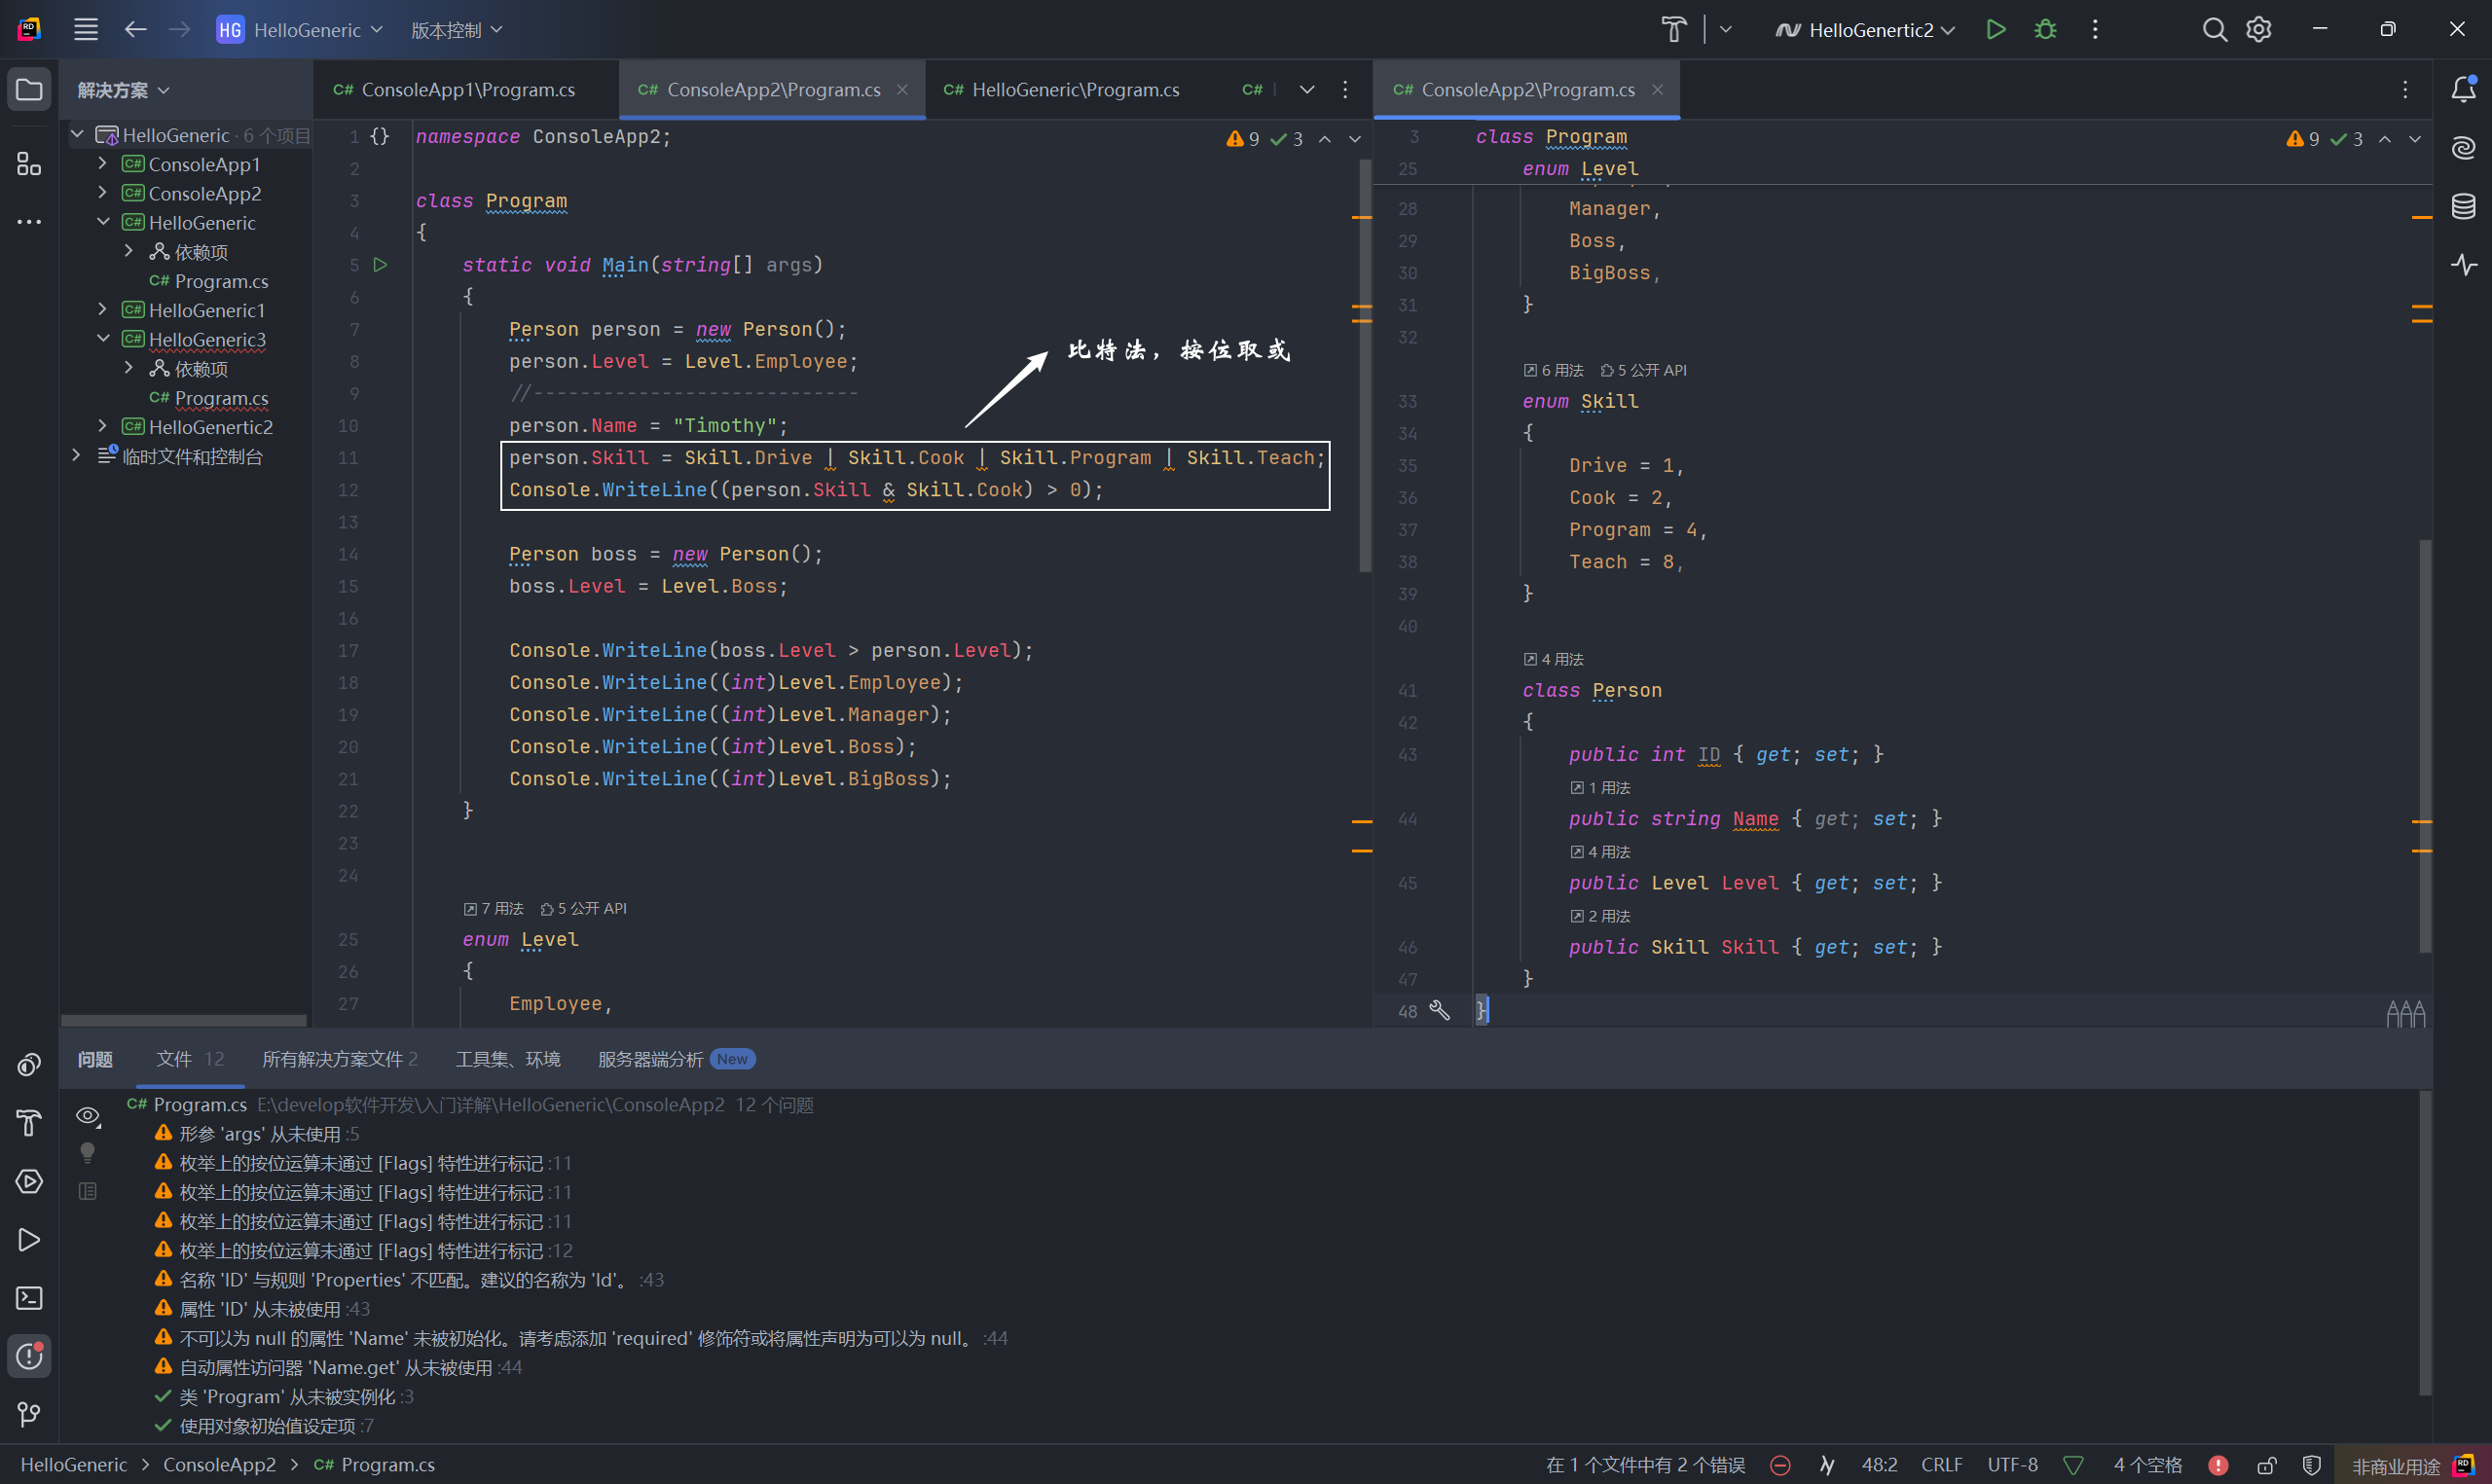 HG HelloGeneric 版本控制 HelloGenertic2
解决方案
C# ConsoleApp1\Program.cs C# ConsoleApp2\Program.cs C# HelloGeneric\Program.cs C# C# ConsoleApp2\Program.cs
HelloGeneric · 6 个项目
C# ConsoleApp1
C# ConsoleApp2
C# HelloGeneric
依赖项
C# Program.cs
C# HelloGeneric1
C# HelloGeneric3
依赖项
C# Program.cs
C# HelloGenertic2
临时文件和控制台
9 3
1 {} namespace ConsoleApp2;
2
3 class Program
4 {
5 static void Main(string[] args)
6 {
7 Person person = new Person();
8 person.Level = Level.Employee;
9 //----------------------------
10 person.Name = "Timothy";
11 person.Skill = Skill.Drive | Skill.Cook | Skill.Program | Skill.Teach;
12 Console.WriteLine((person.Skill & Skill.Cook) > 0);
13
14 Person boss = new Person();
15 boss.Level = Level.Boss;
16
17 Console.WriteLine(boss.Level > person.Level);
18 Console.WriteLine((int)Level.Employee);
19 Console.WriteLine((int)Level.Manager);
20 Console.WriteLine((int)Level.Boss);
21 Console.WriteLine((int)Level.BigBoss);
22 }
23
24
7 用法 5 公开 API
25 enum Level
26 {
27 Employee,
比特法，按位取或
9 3
3 class Program
25 enum Level
28 Manager,
29 Boss,
30 BigBoss,
31 }
32
6 用法 5 公开 API
33 enum Skill
34 {
35 Drive = 1,
36 Cook = 2,
37 Program = 4,
38 Teach = 8,
39 }
40
4 用法
41 class Person
42 {
43 public int ID { get; set; }
1 用法
44 public string Name { get; set; }
4 用法
45 public Level Level { get; set; }
2 用法
46 public Skill Skill { get; set; }
47 }
48 }
问题 文件 12 所有解决方案文件 2 工具集、环境 服务器端分析 New
C# Program.cs E:\develop软件开发\入门详解\HelloGeneric\ConsoleApp2 12 个问题
形参 'args' 从未使用 :5
枚举上的按位运算未通过 [Flags] 特性进行标记 :11
枚举上的按位运算未通过 [Flags] 特性进行标记 :11
枚举上的按位运算未通过 [Flags] 特性进行标记 :11
枚举上的按位运算未通过 [Flags] 特性进行标记 :12
名称 'ID' 与规则 'Properties' 不匹配。建议的名称为 'Id'。 :43
属性 'ID' 从未被使用 :43
不可以为 null 的属性 'Name' 未被初始化。请考虑添加 'required' 修饰符或将属性声明为可以为 null。 :44
自动属性访问器 'Name.get' 从未被使用 :44
类 'Program' 从未被实例化 :3
使用对象初始值设定项 :7
HelloGeneric > ConsoleApp2 > C# Program.cs 在 1 个文件中有 2 个错误 48:2 CRLF UTF-8 4 个空格 非商业用途